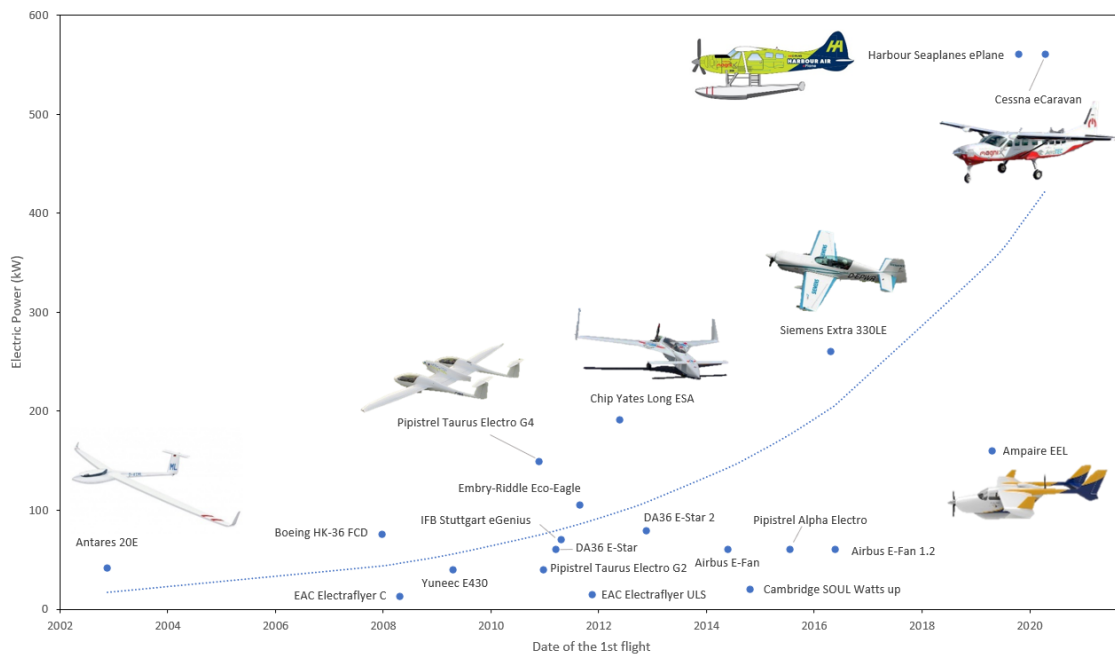 600
500
400
300
200
100
0
Electric Power (kW)
2002
2004
2006
2008
2010
2012
2014
2016
2018
2020
Date of the 1st flight
Harbour Seaplanes ePlane
Cessna eCaravan
HARBOUR AIR
Siemens Extra 330LE
SIEMENS
Chip Yates Long ESA
Pipistrel Taurus Electro G4
Ampaire EEL
Embry-Riddle Eco-Eagle
IFB Stuttgart eGenius
DA36 E-Star 2
Pipistrel Alpha Electro
Boeing HK-36 FCD
DA36 E-Star
Airbus E-Fan
Airbus E-Fan 1.2
Antares 20E
Yuneec E430
Pipistrel Taurus Electro G2
EAC Electraflyer C
EAC Electraflyer ULS
Cambridge SOUL Watts up